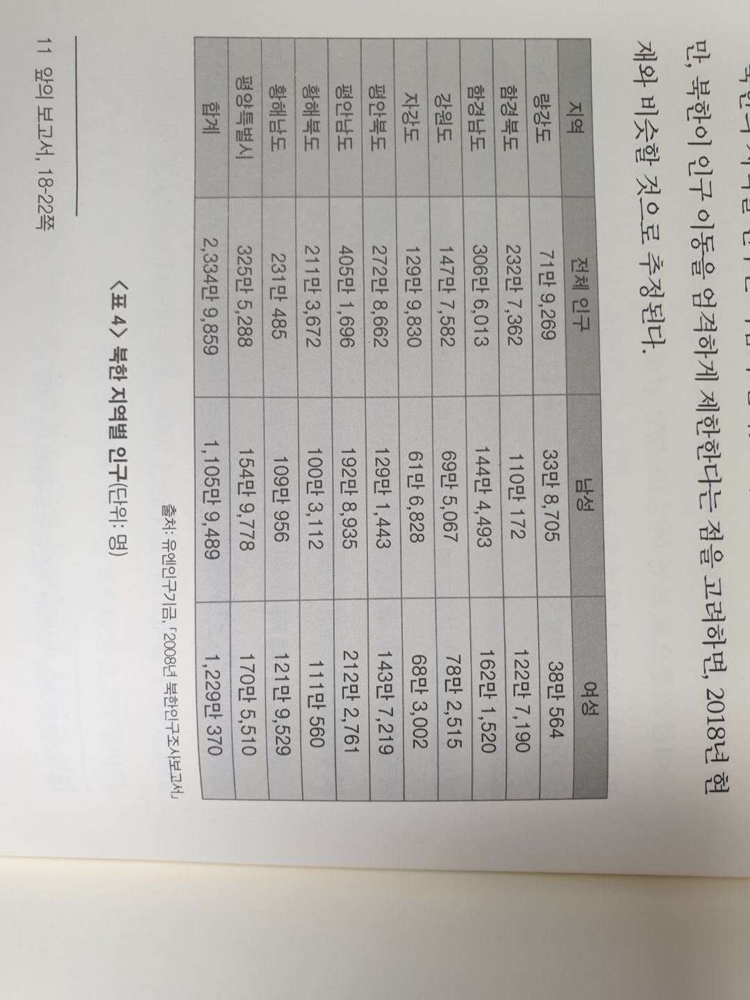 만, 북한이 인구 이동을 엄격하게 제한한다는 점을 고려하면, 2018년 현
재와 비슷할 것으로 추정된다.
지역 전체 인구 남성 여성
량강도 71만 9,269 33만 8,705 38만 564
함경북도 232만 7,362 110만 172 122만 7,190
함경남도 306만 6,013 144만 4,493 162만 1,520
강원도 147만 7,582 69만 5,067 78만 2,515
자강도 129만 9,830 61만 6,828 68만 3,002
평안북도 272만 8,662 129만 1,443 143만 7,219
평안남도 405만 1,696 192만 8,935 212만 2,761
황해북도 211만 3,672 100만 3,112 111만 560
황해남도 231만 485 109만 956 121만 9,529
평양특별시 325만 5,288 154만 9,778 170만 5,510
합계 2,334만 9,859 1,105만 9,489 1,229만 370
출처: 유엔인구기금, 「2008년 북한인구조사보고서」
<표 4> 북한 지역별 인구(단위: 명)
11 앞의 보고서, 18-22쪽